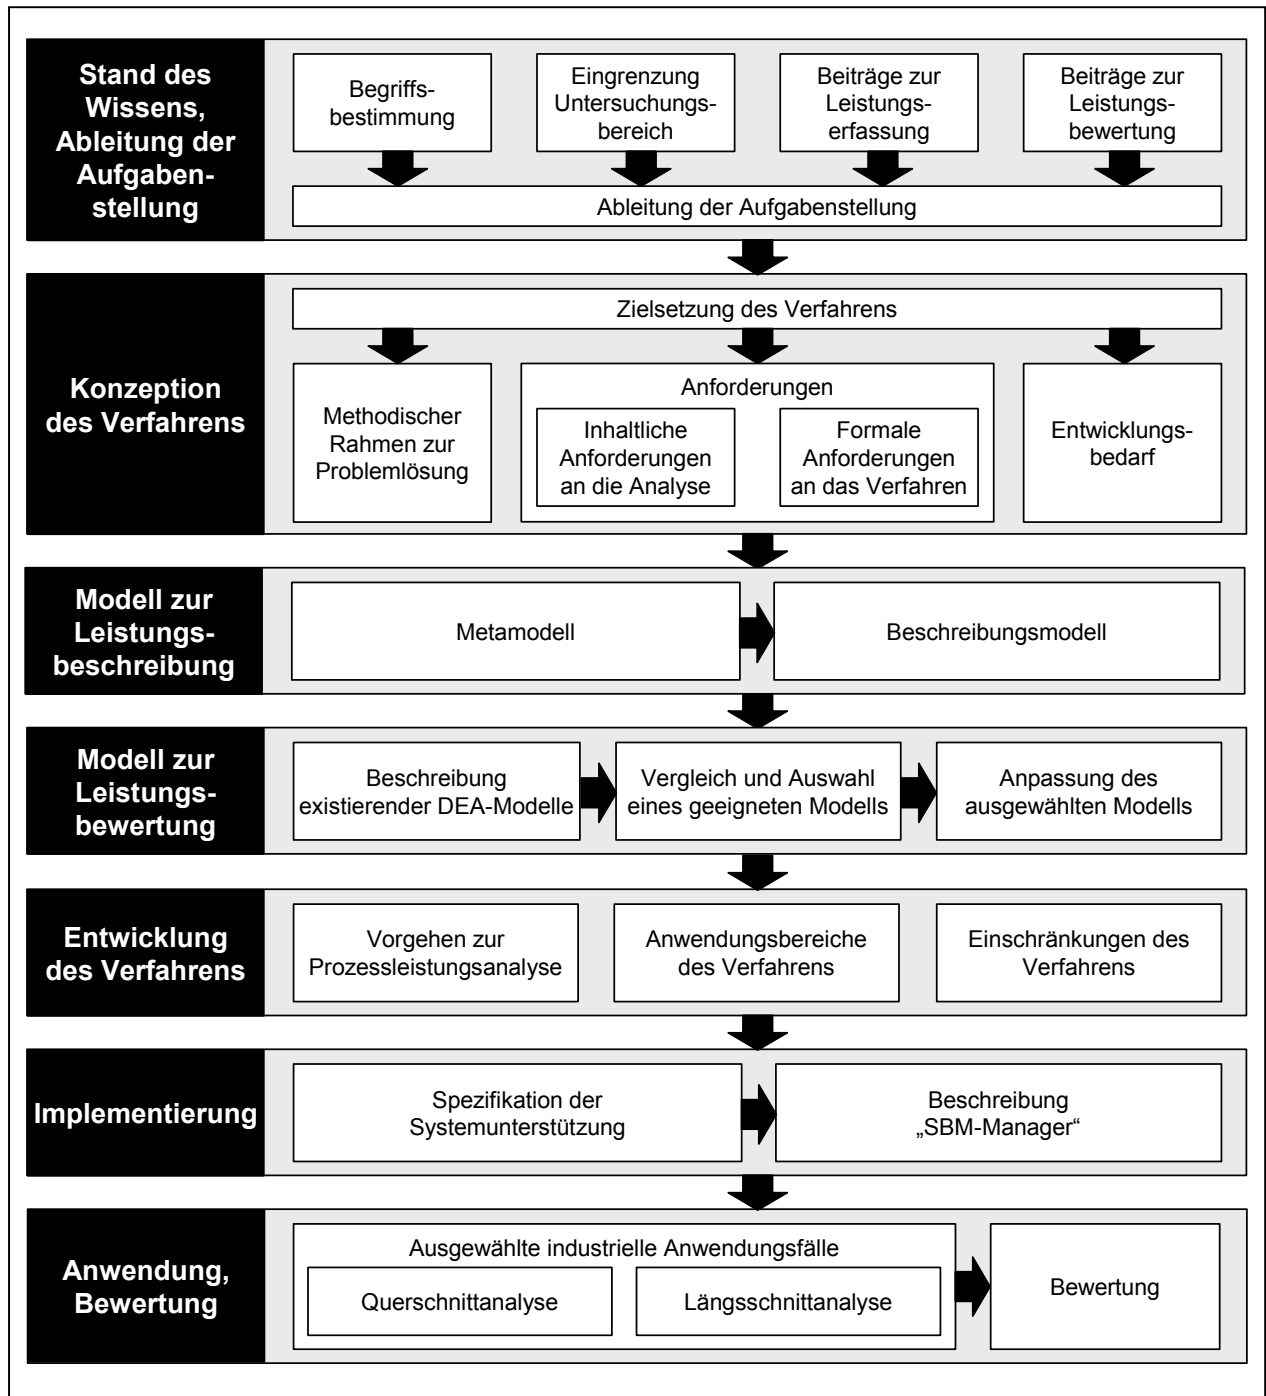 Stand des
Wissens,
Ableitung der
Aufgaben-
stellung
Begriffs-
bestimmung
Eingrenzung
Untersuchungs-
bereich
Beiträge zur
Leistungs-
erfassung
Beiträge zur
Leistungs-
bewertung
Ableitung der Aufgabenstellung
Konzeption
des Verfahrens
Zielsetzung des Verfahrens
Methodischer
Rahmen zur
Problemlösung
Anforderungen
Inhaltliche
Anforderungen
an die Analyse
Formale
Anforderungen
an das Verfahren
Entwicklungs-
bedarf
Modell zur
Leistungs-
beschreibung
Metamodell
Beschreibungsmodell
Modell zur
Leistungs-
bewertung
Beschreibung
existierender DEA-Modelle
Vergleich und Auswahl
eines geeigneten Modells
Anpassung des
ausgewählten Modells
Entwicklung
des Verfahrens
Vorgehen zur
Prozessleistungsanalyse
Anwendungsbereiche
des Verfahrens
Einschränkungen des
Verfahrens
Implementierung
Spezifikation der
Systemunterstützung
Beschreibung
„SBM-Manager“
Anwendung,
Bewertung
Ausgewählte industrielle Anwendungsfälle
Querschnittanalyse
Längsschnittanalyse
Bewertung